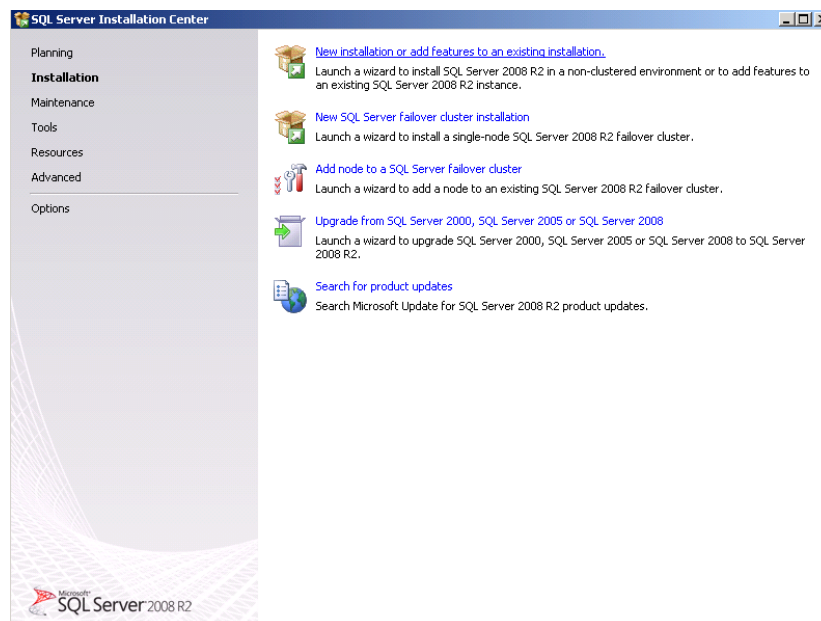 SQL Server Installation Center
Planning
Installation
Maintenance
Tools
Resources
Advanced
Options
New installation or add features to an existing installation.
Launch a wizard to install SQL Server 2008 R2 in a non-clustered environment or to add features to
an existing SQL Server 2008 R2 instance.
New SQL Server failover cluster installation
Launch a wizard to install a single-node SQL Server 2008 R2 failover cluster.
Add node to a SQL Server failover cluster
Launch a wizard to add a node to an existing SQL Server 2008 R2 failover cluster.
Upgrade from SQL Server 2000, SQL Server 2005 or SQL Server 2008
Launch a wizard to upgrade SQL Server 2000, SQL Server 2005 or SQL Server 2008 to SQL Server
2008 R2.
Search for product updates
Search Microsoft Update for SQL Server 2008 R2 product updates.
Microsoft
SQL Server 2008 R2